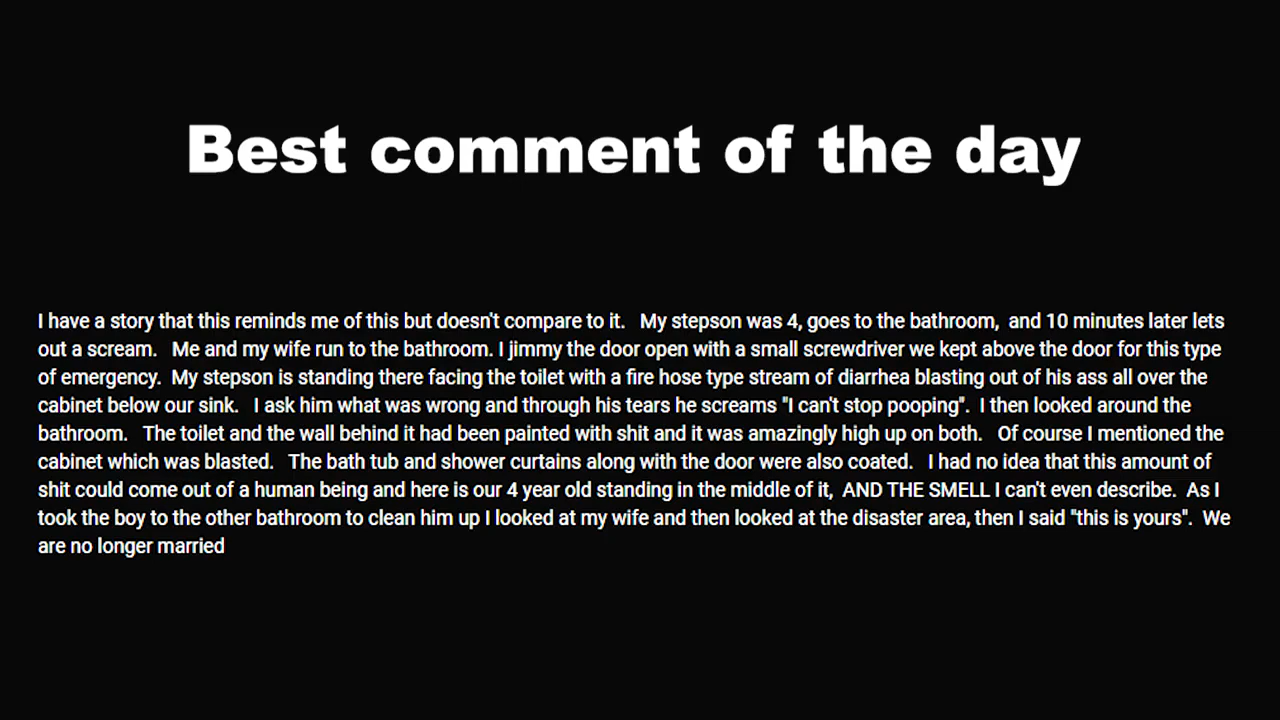 Best comment of the day
I have a story that this reminds me of this but doesn't compare to it.   My stepson was 4, goes to the bathroom,  and 10 minutes later lets
out a scream.   Me and my wife run to the bathroom. I jimmy the door open with a small screwdriver we kept above the door for this type
of emergency.  My stepson is standing there facing the toilet with a fire hose type stream of diarrhea blasting out of his ass all over the
cabinet below our sink.   I ask him what was wrong and through his tears he screams "I can't stop pooping".  I then looked around the
bathroom.   The toilet and the wall behind it had been painted with shit and it was amazingly high up on both.   Of course I mentioned the
cabinet which was blasted.   The bath tub and shower curtains along with the door were also coated.   I had no idea that this amount of
shit could come out of a human being and here is our 4 year old standing in the middle of it,  AND THE SMELL I can't even describe.  As I
took the boy to the other bathroom to clean him up I looked at my wife and then looked at the disaster area, then I said "this is yours".  We
are no longer married